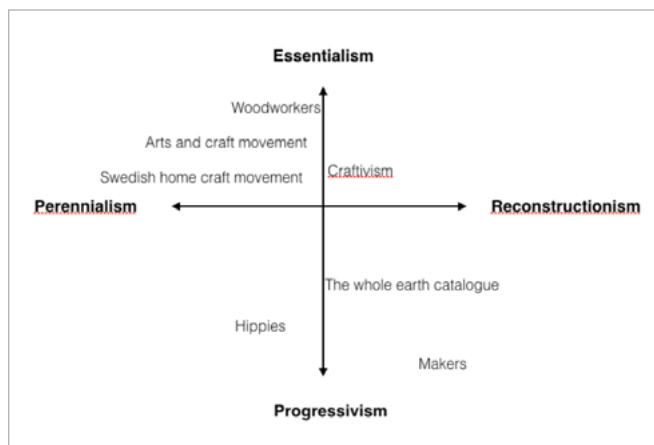 Essentialism
Woodworkers
Arts and craft movement
Craftivism
Swedish home craft movement
Perennialism
Reconstructionism
The whole earth catalogue
Hippies
Makers
Progressivism